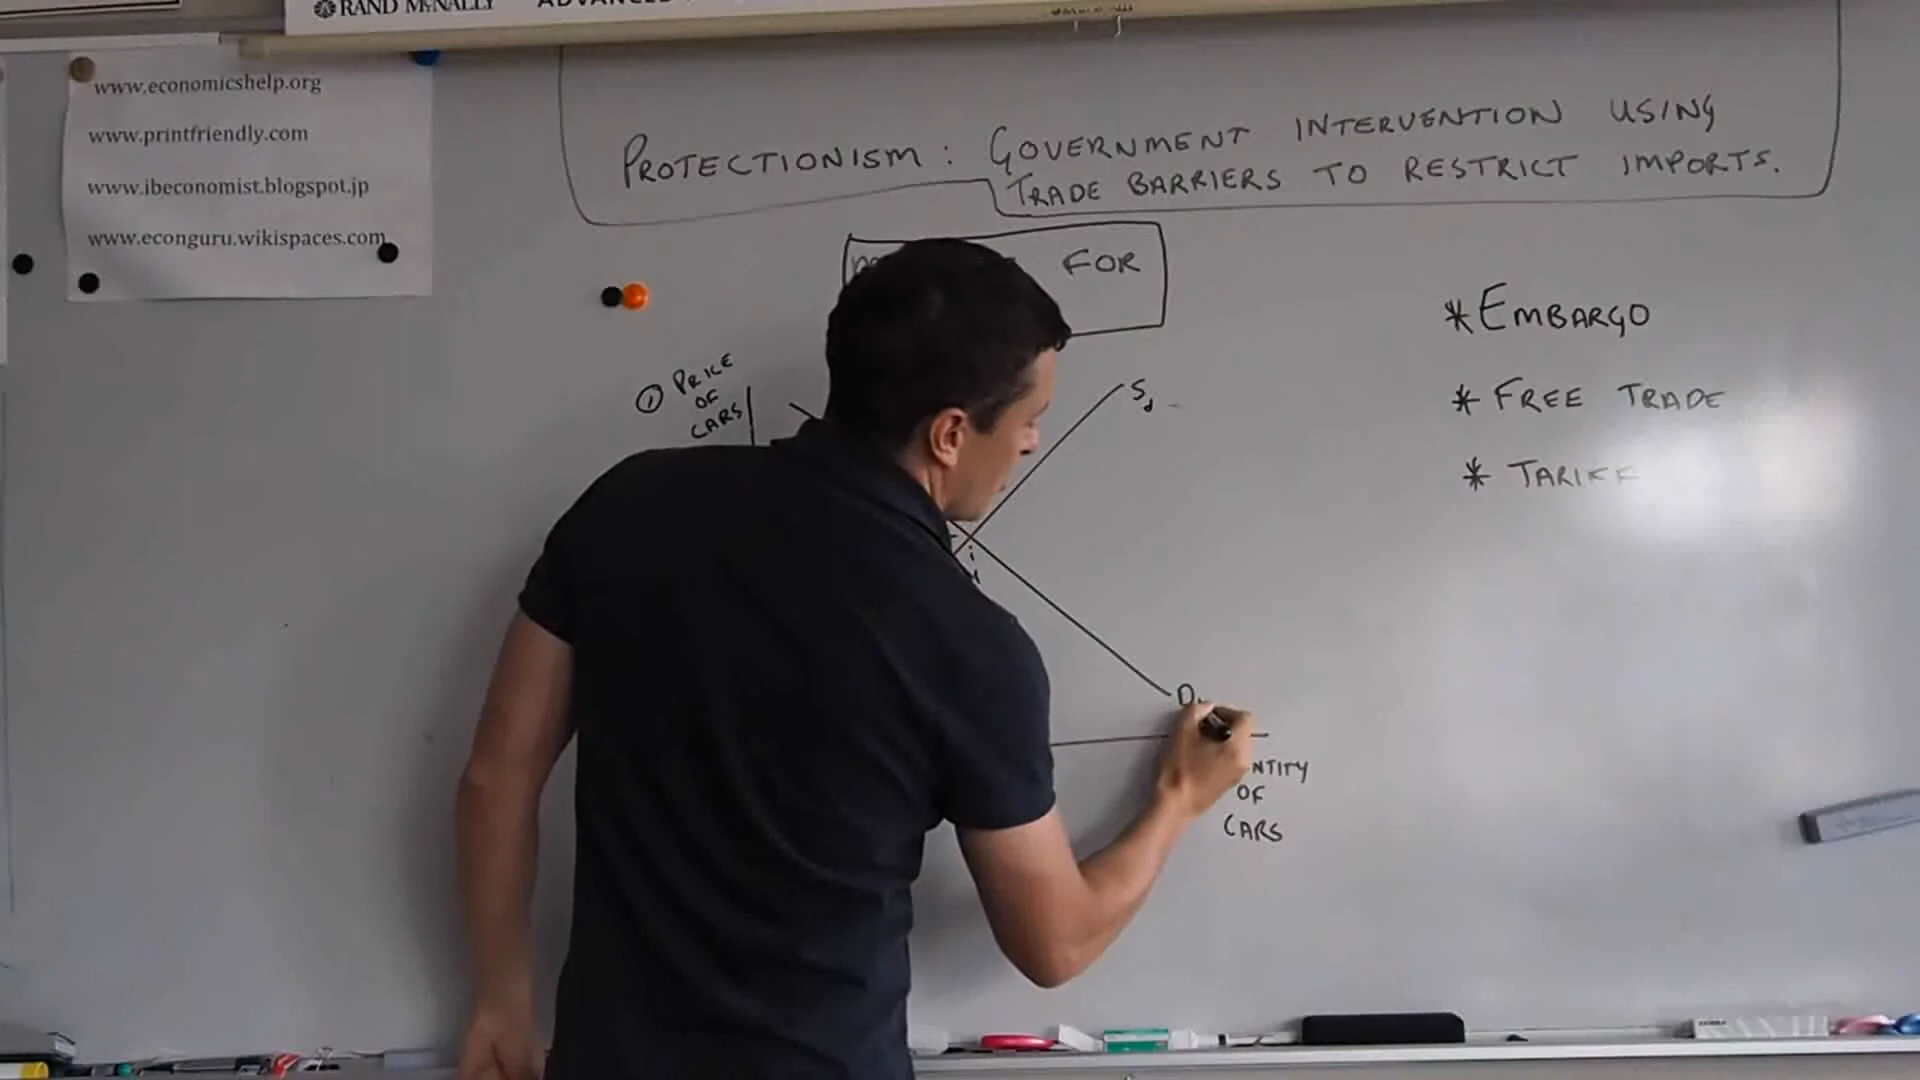 RAND McNALLY
www.economicshelp.org
www.printfriendly.com
www.ibeconomist.blogspot.jp
www.econguru.wikispaces.com
PROTECTIONISM: GOVERNMENT INTERVENTION USING
TRADE BARRIERS TO RESTRICT IMPORTS.
FOR
* EMBARGO
* FREE TRADE
* TARIFF
① PRICE
OF
CARS
Sd
D
NTITY
OF
CARS